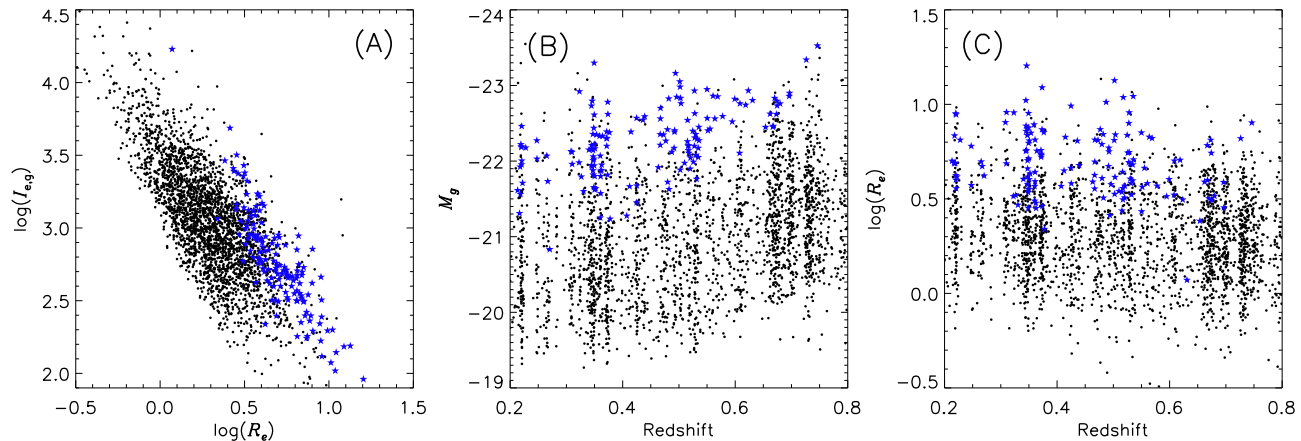 (A)
4.5
4.0
3.5
3.0
2.5
2.0
log(I_e,g)
−0.5 0.0 0.5 1.0 1.5
log(R_e)
(B)
−24
−23
−22
−21
−20
−19
M_g
0.2 0.4 0.6 0.8
Redshift
(C)
1.5
1.0
0.5
0.0
−0.5
log(R_e)
0.2 0.4 0.6 0.8
Redshift